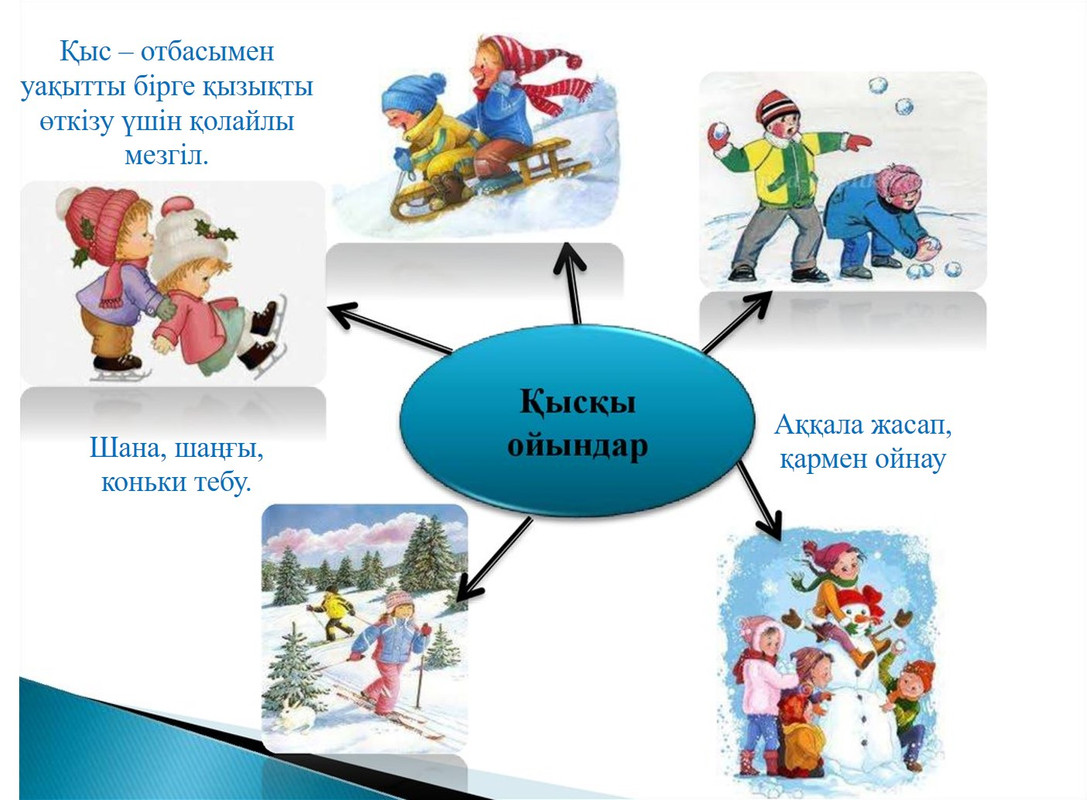 Қыс – отбасымен
уақытты бірге қызықты
өткізу үшін қолайлы
мезгіл.
Қысқы
ойындар
Шана, шаңғы,
коньки тебу.
Аққала жасап,
қармен ойнау